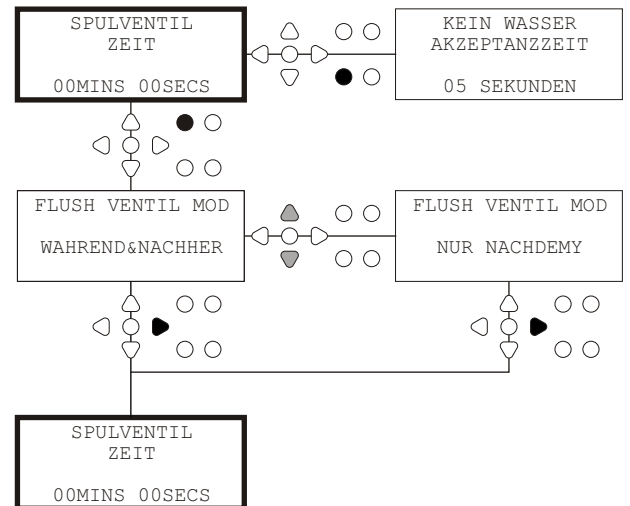 SPULVENTIL
ZEIT
00MINS 00SECS
KEIN WASSER
AKZEPTANZZEIT
05 SEKUNDEN
FLUSH VENTIL MOD
WAHREND&NACHHER
FLUSH VENTIL MOD
NUR NACHDEMY
SPULVENTIL
ZEIT
00MINS 00SECS